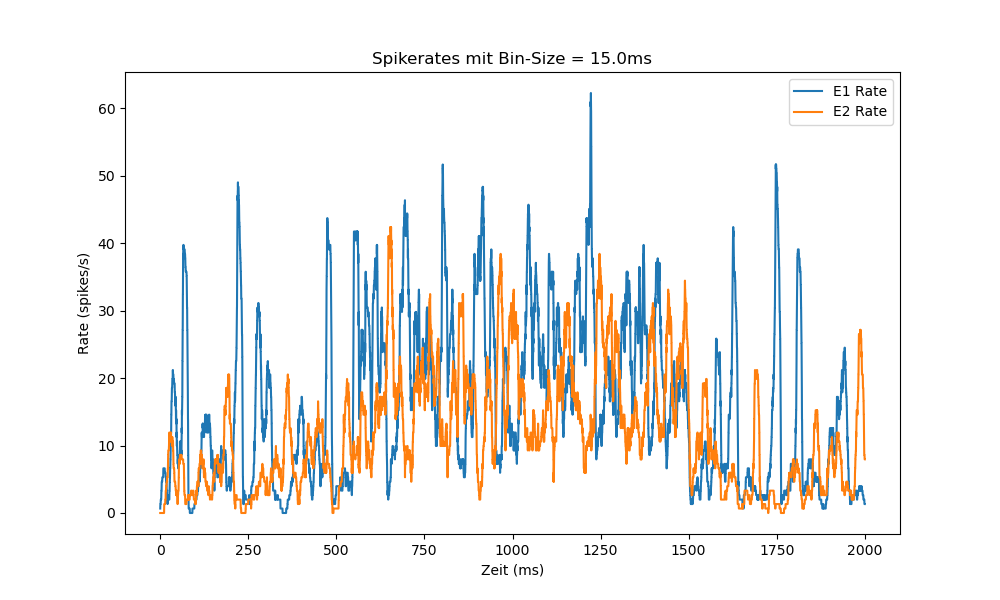 Spikerates mit Bin-Size = 15.0ms
E1 Rate
E2 Rate
60
50
40
30
20
10
0
Rate (spikes/s)
0 250 500 750 1000 1250 1500 1750 2000
Zeit (ms)